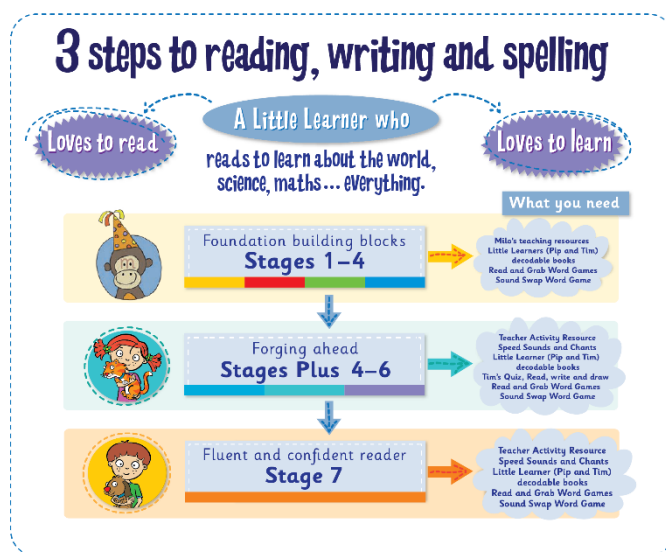 3 steps to reading, writing and spelling
Loves to read
A Little Learner who
Loves to learn
reads to learn about the world,
science, maths... everything.
What you need
Foundation building blocks
Stages 1–4
Milo's teaching resources
Little Learners (Pip and Tim)
decodable books
Read and Grab Word Games
Sound Swap Word Game
Forging ahead
Stages Plus 4–6
Teacher Activity Resource
Speed Sounds and Chants
Little Learner (Pip and Tim)
decodable books
Tim's Quiz, Read, write and draw
Read and Grab Word Games
Sound Swap Word Game
Fluent and confident reader
Stage 7
Teacher Activity Resource
Speed Sounds and Chants
Little Learner (Pip and Tim)
decodable books
Read and Grab Word Games
Sound Swap Word Game